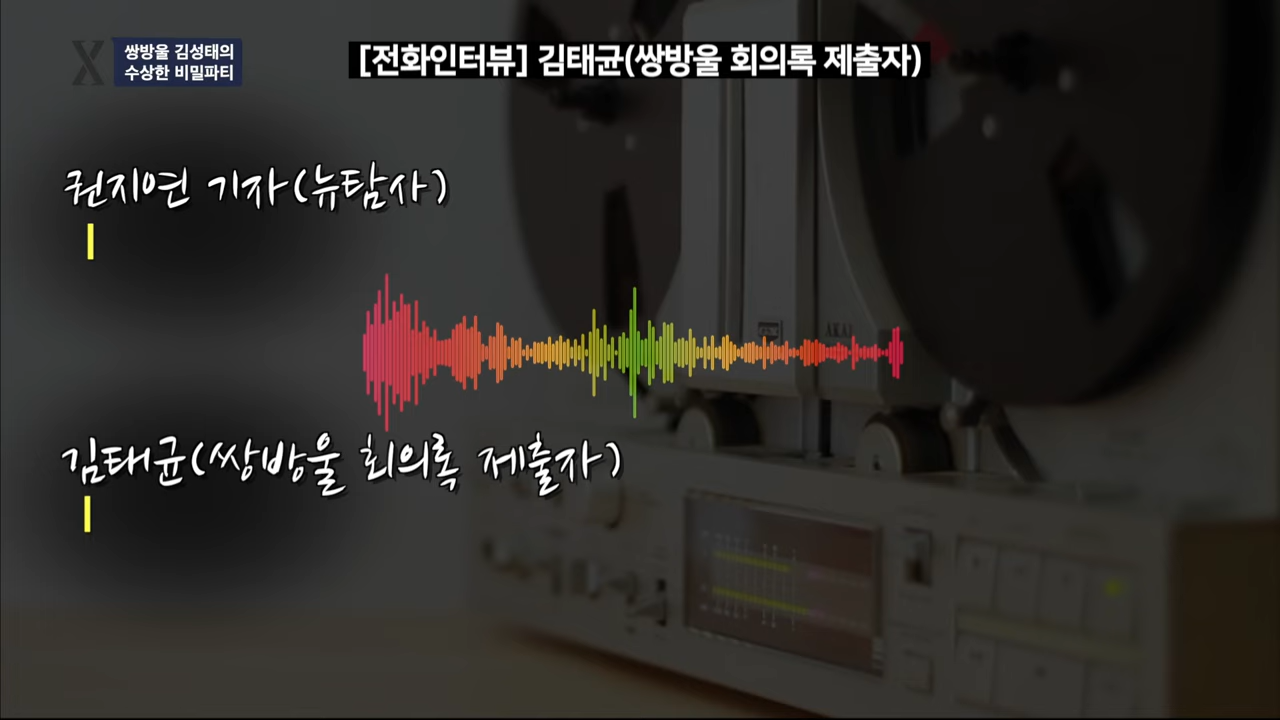 X
쌍방울 김성태의
수상한 비밀파티
[전화인터뷰] 김태균(쌍방울 회의록 제출자)
권지연 기자(뉴탐사)
AKAI
김태균(쌍방울 회의록 제출자)